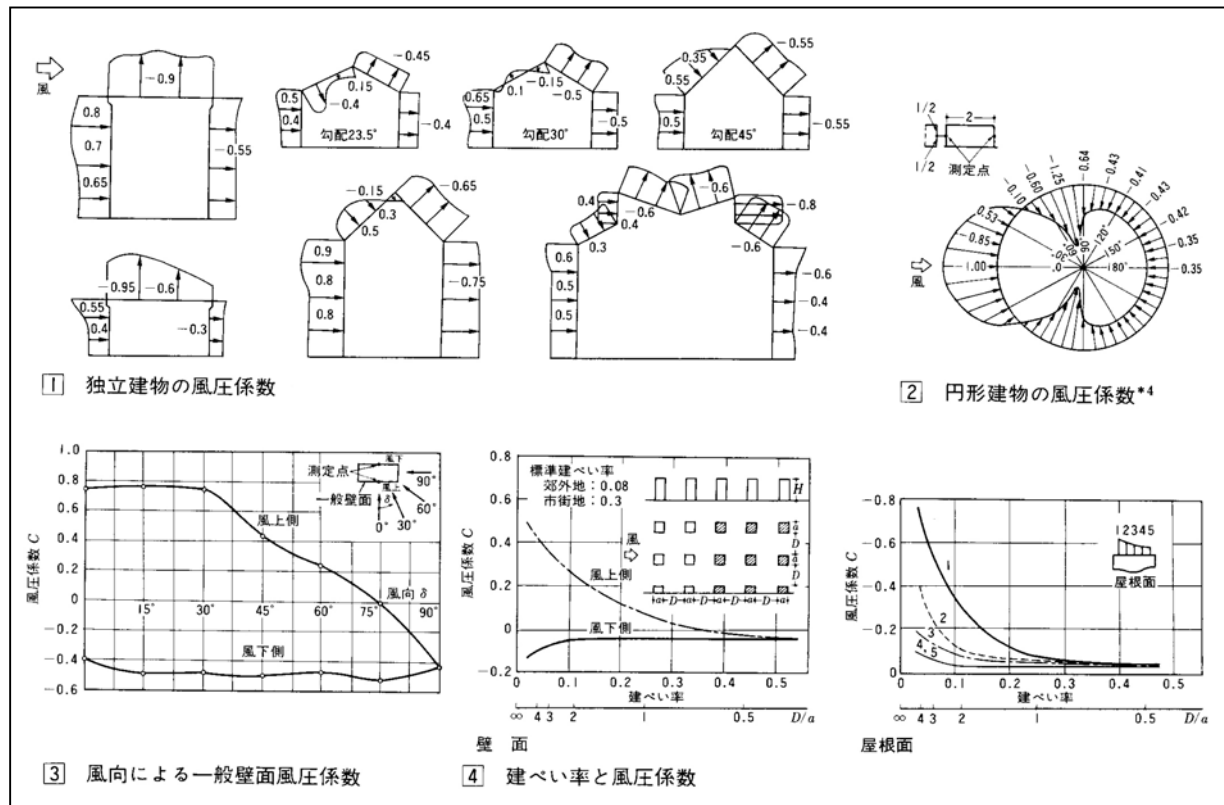 風
-0.9
0.8
0.7
0.65
-0.55
-0.45
0.15
-0.4
0.5
0.4
-0.4
勾配23.5°
0.1
-0.15
-0.5
0.65
0.5
-0.5
勾配30°
0.35
0.55
-0.55
-0.55
勾配45°
-0.95
-0.6
0.55
0.4
-0.3
-0.15
0.3
0.5
-0.65
0.9
0.8
0.8
-0.75
0.4
0.4
0.3
-0.6
-0.6
-0.8
-0.6
0.6
0.5
0.5
-0.6
-0.4
-0.4
1 独立建物の風圧係数
1/2
1/2
2
測定点
-0.10
-0.60
-1.25
-0.64
-0.43
-0.41
-0.43
-0.42
-0.35
-0.35
0.53
-0.85
-1.00
0°
30°
60°
90°
120°
150°
180°
風
2 円形建物の風圧係数*4
風圧係数 C
1.0
0.8
0.6
0.4
0.2
0
-0.2
-0.4
-0.6
15°
30°
45°
60°
75°
90°
風向 δ
風上側
風下側
測定点
一般壁面
風下
風上
δ
0°
30°
60°
90°
3 風向による一般壁面風圧係数
風圧係数 C
0.8
0.6
0.4
0.2
0
-0.2
標準建ぺい率
郊外地:0.08
市街地:0.3
風
H
a
D
a
D
a D a D a D a D a
風上側
風下側
0 0.1 0.2 0.3 0.4 0.5
建ぺい率
∞ 4 3 2 1 0.5 D/a
壁 面
4 建ぺい率と風圧係数
風圧係数 C
-0.8
-0.6
-0.4
-0.2
0
1
2
3
4, 5
12345
屋根面
0 0.1 0.2 0.3 0.4 0.5
建ぺい率
∞ 4 3 2 1 0.5 D/a
屋根面